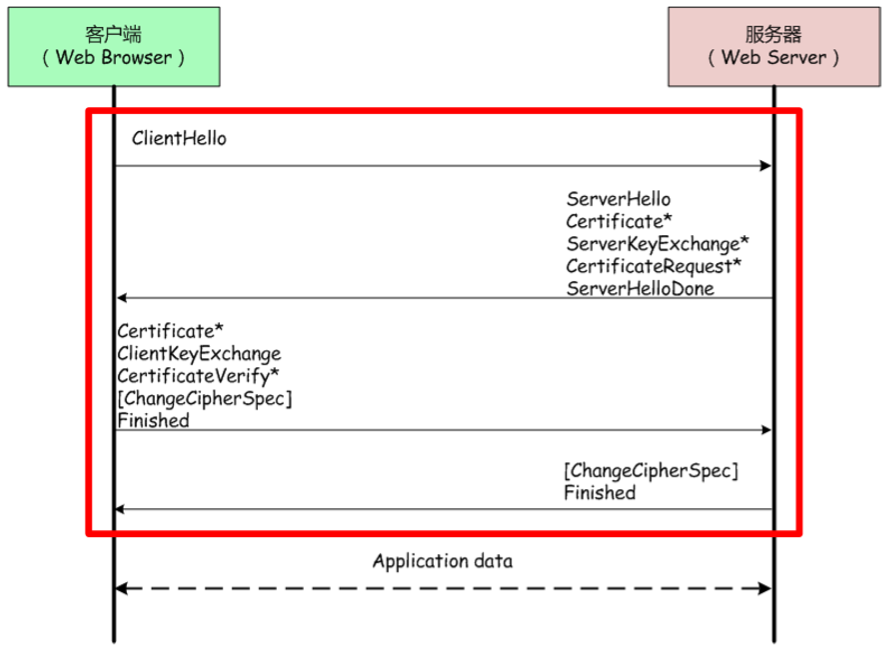 客户端
( Web Browser )
服务器
( Web Server )
ClientHello
ServerHello
Certificate*
ServerKeyExchange*
CertificateRequest*
ServerHelloDone
Certificate*
ClientKeyExchange
CertificateVerify*
[ChangeCipherSpec]
Finished
[ChangeCipherSpec]
Finished
Application data